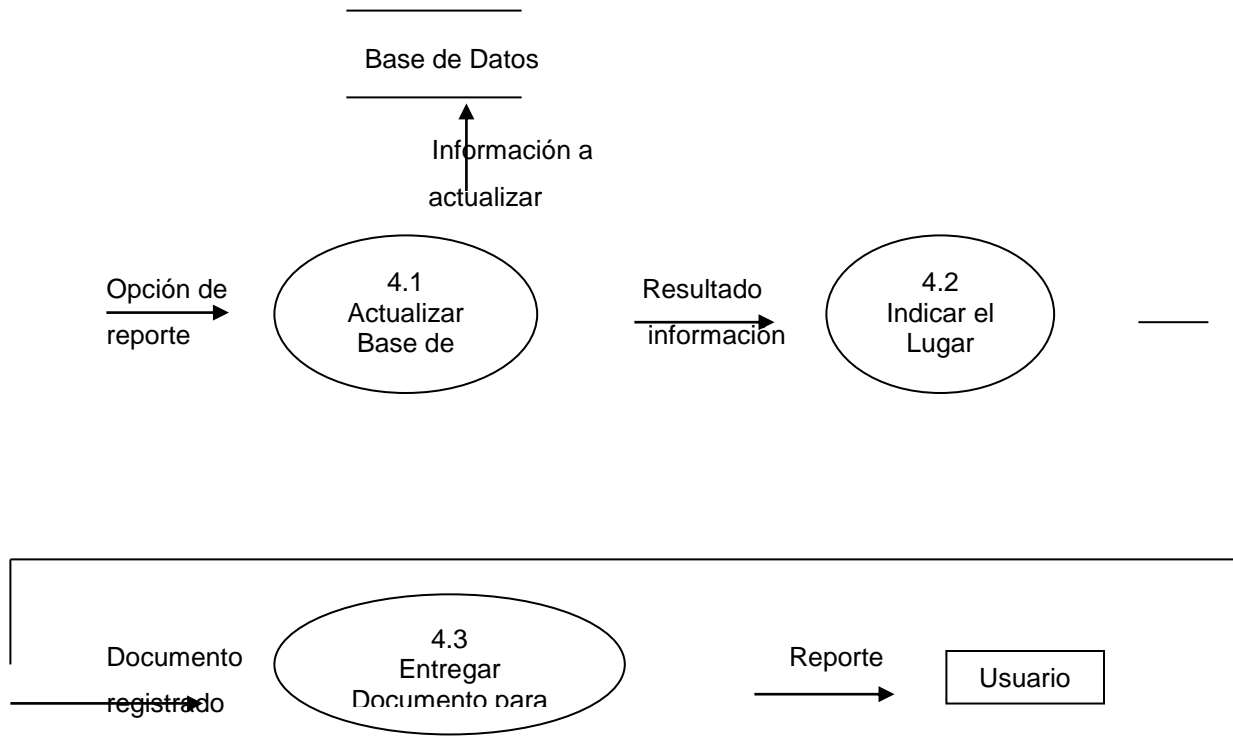 Base de Datos
Información a
actualizar
Opción de
reporte
4.1
Actualizar
Base de
Resultado
información
4.2
Indicar el
Lugar
Documento
registrado
4.3
Entregar
Documento para
Reporte
Usuario